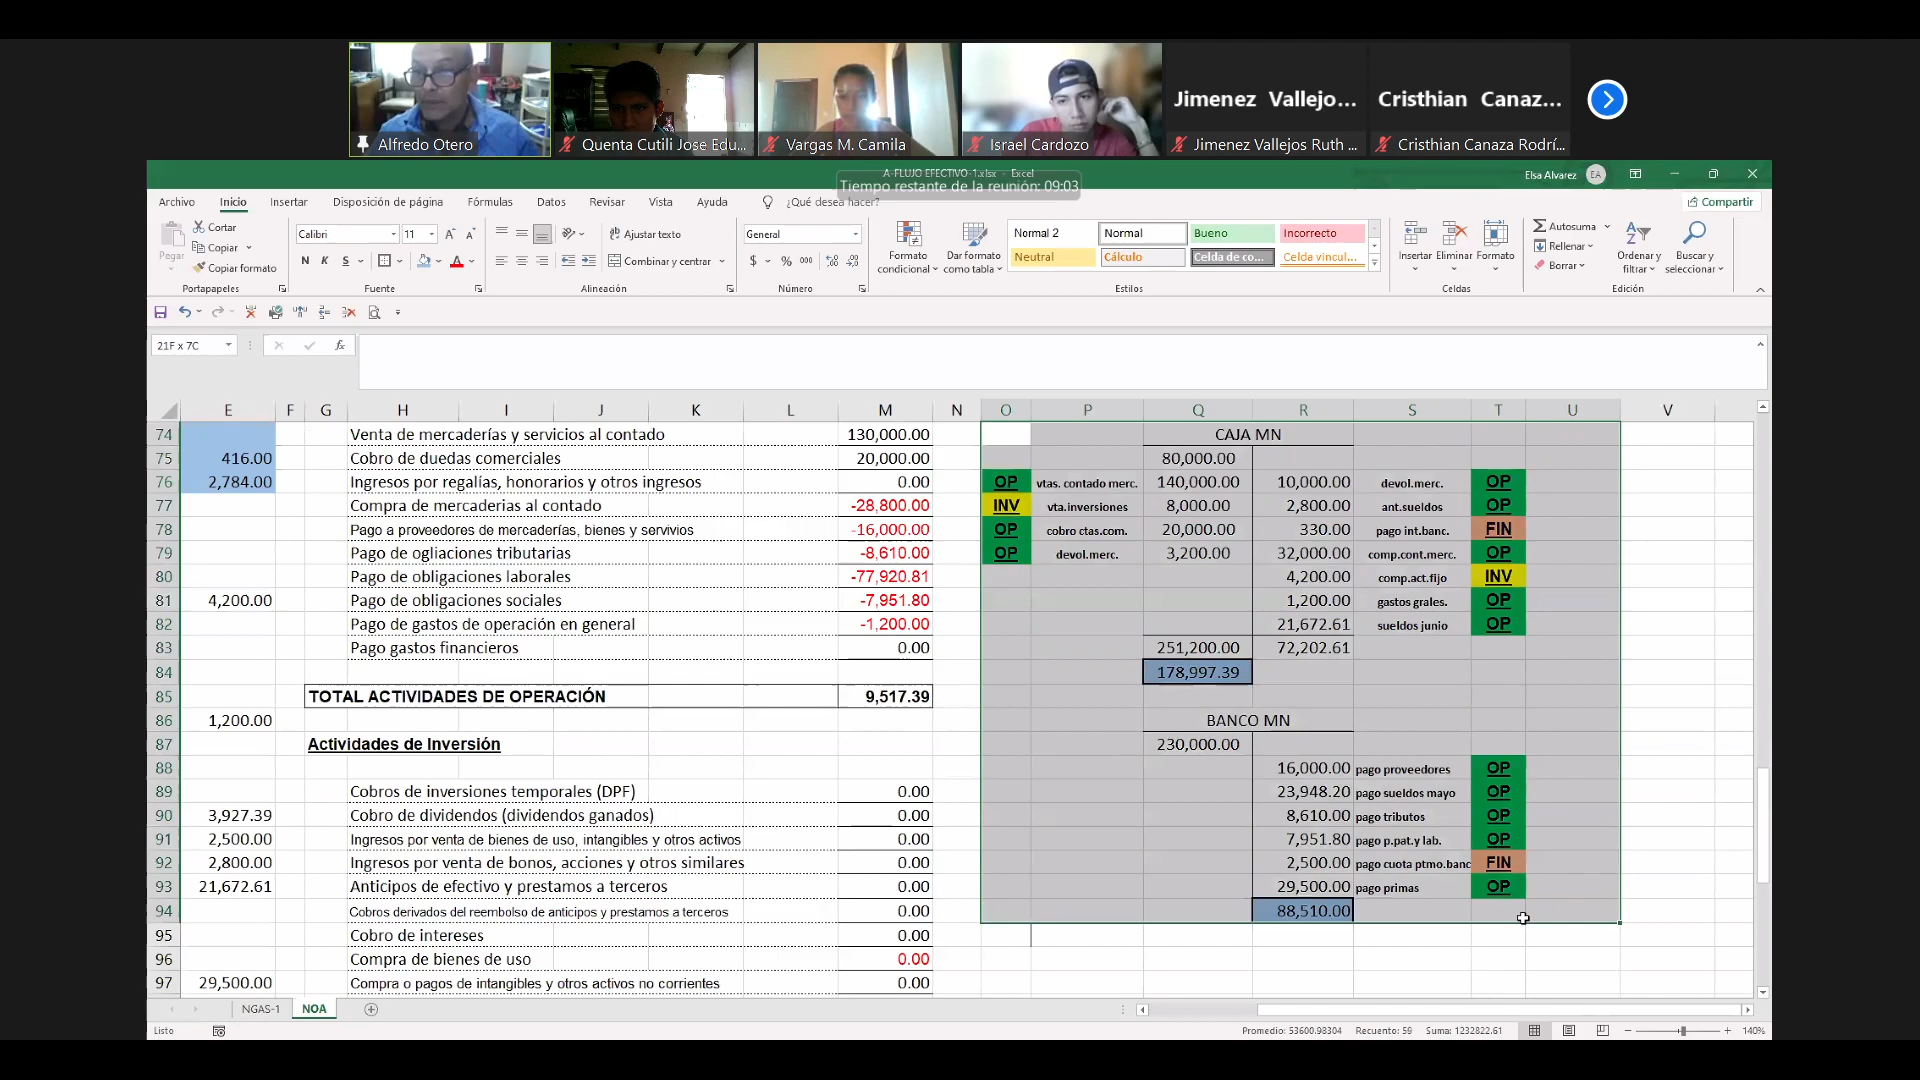 Jimenez Vallejo...
Cristhian Canaz...
Alfredo Otero
Quenta Cutili Jose Edu...
Vargas M. Camila
Israel Cardozo
Jimenez Vallejos Ruth ...
Cristhian Canaza Rodrí...
A-FLUJO EFECTIVO-1.xlsx - Excel
Tiempo restante de la reunión: 09:03
Elsa Alvarez EA
Archivo Inicio Insertar Disposición de página Fórmulas Datos Revisar Vista Ayuda ¿Qué desea hacer? Compartir
Pegar
Cortar
Copiar
Copiar formato
Portapapeles
Calibri 11
N K S
Fuente
Ajustar texto
Combinar y centrar
Alineación
General
$ % 000
Número
Formato condicional
Dar formato como tabla
Normal 2 Normal Bueno Incorrecto
Neutral Cálculo Celda de co... Celda vincul...
Estilos
Insertar Eliminar Formato
Celdas
Autosuma
Rellenar
Borrar
Ordenar y filtrar
Buscar y seleccionar
Edición
21F x 7C fx
E F G H I J K L M N O P Q R S T U V
74 Venta de mercaderías y servicios al contado 130,000.00 CAJA MN
75 416.00 Cobro de duedas comerciales 20,000.00 80,000.00
76 2,784.00 Ingresos por regalías, honorarios y otros ingresos 0.00 OP vtas. contado merc. 140,000.00 10,000.00 devol.merc. OP
77 Compra de mercaderias al contado -28,800.00 INV vta.inversiones 8,000.00 2,800.00 ant.sueldos OP
78 Pago a proveedores de mercaderías, bienes y servivios -16,000.00 OP cobro ctas.com. 20,000.00 330.00 pago int.banc. FIN
79 Pago de ogliaciones tributarias -8,610.00 OP devol.merc. 3,200.00 32,000.00 comp.cont.merc. OP
80 Pago de obligaciones laborales -77,920.81 4,200.00 comp.act.fijo INV
81 4,200.00 Pago de obligaciones sociales -7,951.80 1,200.00 gastos grales. OP
82 Pago de gastos de operación en general -1,200.00 21,672.61 sueldos junio OP
83 Pago gastos financieros 0.00 251,200.00 72,202.61
84 178,997.39
85 TOTAL ACTIVIDADES DE OPERACIÓN 9,517.39
86 1,200.00 BANCO MN
87 Actividades de Inversión 230,000.00
88 16,000.00 pago proveedores OP
89 Cobros de inversiones temporales (DPF) 0.00 23,948.20 pago sueldos mayo OP
90 3,927.39 Cobro de dividendos (dividendos ganados) 0.00 8,610.00 pago tributos OP
91 2,500.00 Ingresos por venta de bienes de uso, intangibles y otros activos 0.00 7,951.80 pago p.pat.y lab. OP
92 2,800.00 Ingresos por venta de bonos, acciones y otros similares 0.00 2,500.00 pago cuota ptmo.banc FIN
93 21,672.61 Anticipos de efectivo y prestamos a terceros 0.00 29,500.00 pago primas OP
94 Cobros derivados del reembolso de anticipos y prestamos a terceros 0.00 88,510.00
95 Cobro de intereses 0.00
96 Compra de bienes de uso 0.00
97 29,500.00 Compra o pagos de intangibles y otros activos no corrientes 0.00
NGAS-1 NOA
Listo Promedio: 53600.98304 Recuento: 59 Suma: 1232822.61 140%